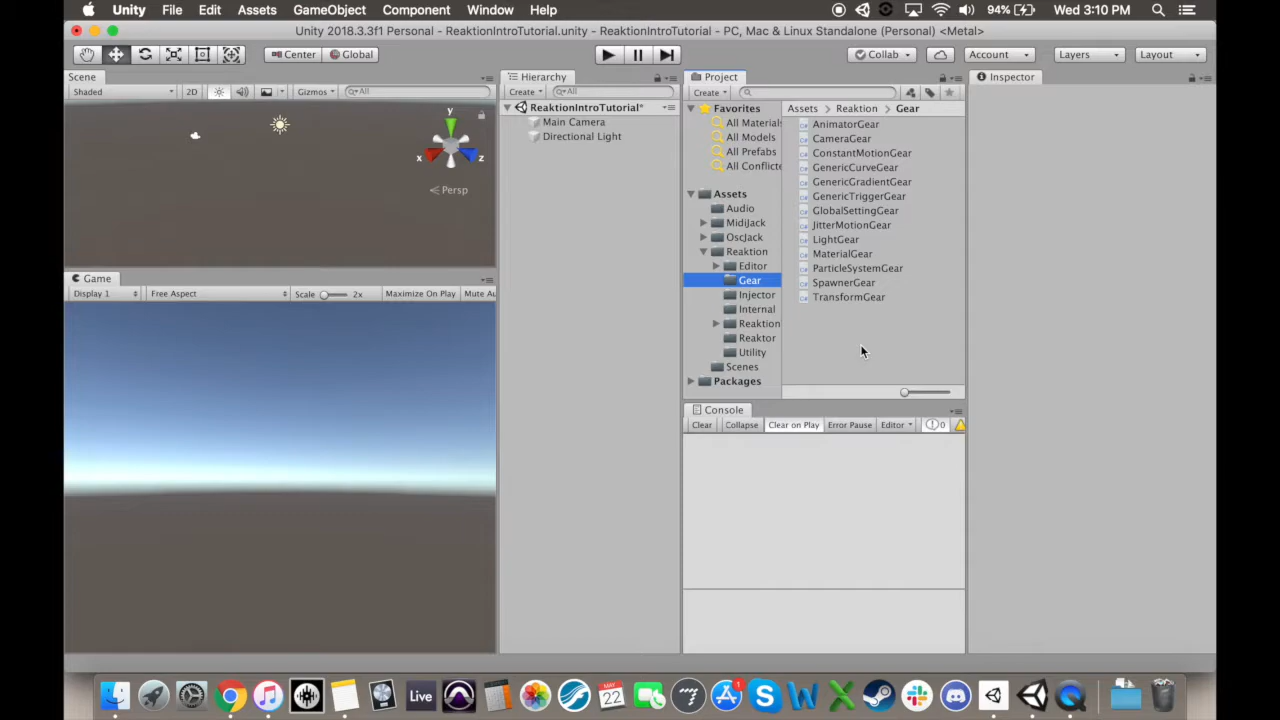 Unity File Edit Assets GameObject Component Window Help 94% Wed 3:10 PM
Unity 2018.3.3f1 Personal - ReaktionIntroTutorial.unity - ReaktionIntroTutorial - PC, Mac & Linux Standalone (Personal) <Metal>
Center Global Collab Account Layers Layout
Scene
Shaded 2D Gizmos All
y
x z
Persp
Game
Display 1 Free Aspect Scale 2x Maximize On Play Mute Au
Hierarchy
Create All
ReaktionIntroTutorial*
Main Camera
Directional Light
Project
Create
Favorites
All Material
All Models
All Prefabs
All Conflicte
Assets
Audio
MidiJack
OscJack
Reaktion
Editor
Gear
Injector
Internal
Reaktion
Reaktor
Utility
Scenes
Packages
Assets Reaktion Gear
AnimatorGear
CameraGear
ConstantMotionGear
GenericCurveGear
GenericGradientGear
GenericTriggerGear
GlobalSettingGear
JitterMotionGear
LightGear
MaterialGear
ParticleSystemGear
SpawnerGear
TransformGear
Console
Clear Collapse Clear on Play Error Pause Editor 0
Inspector
Live
MAY
22
1